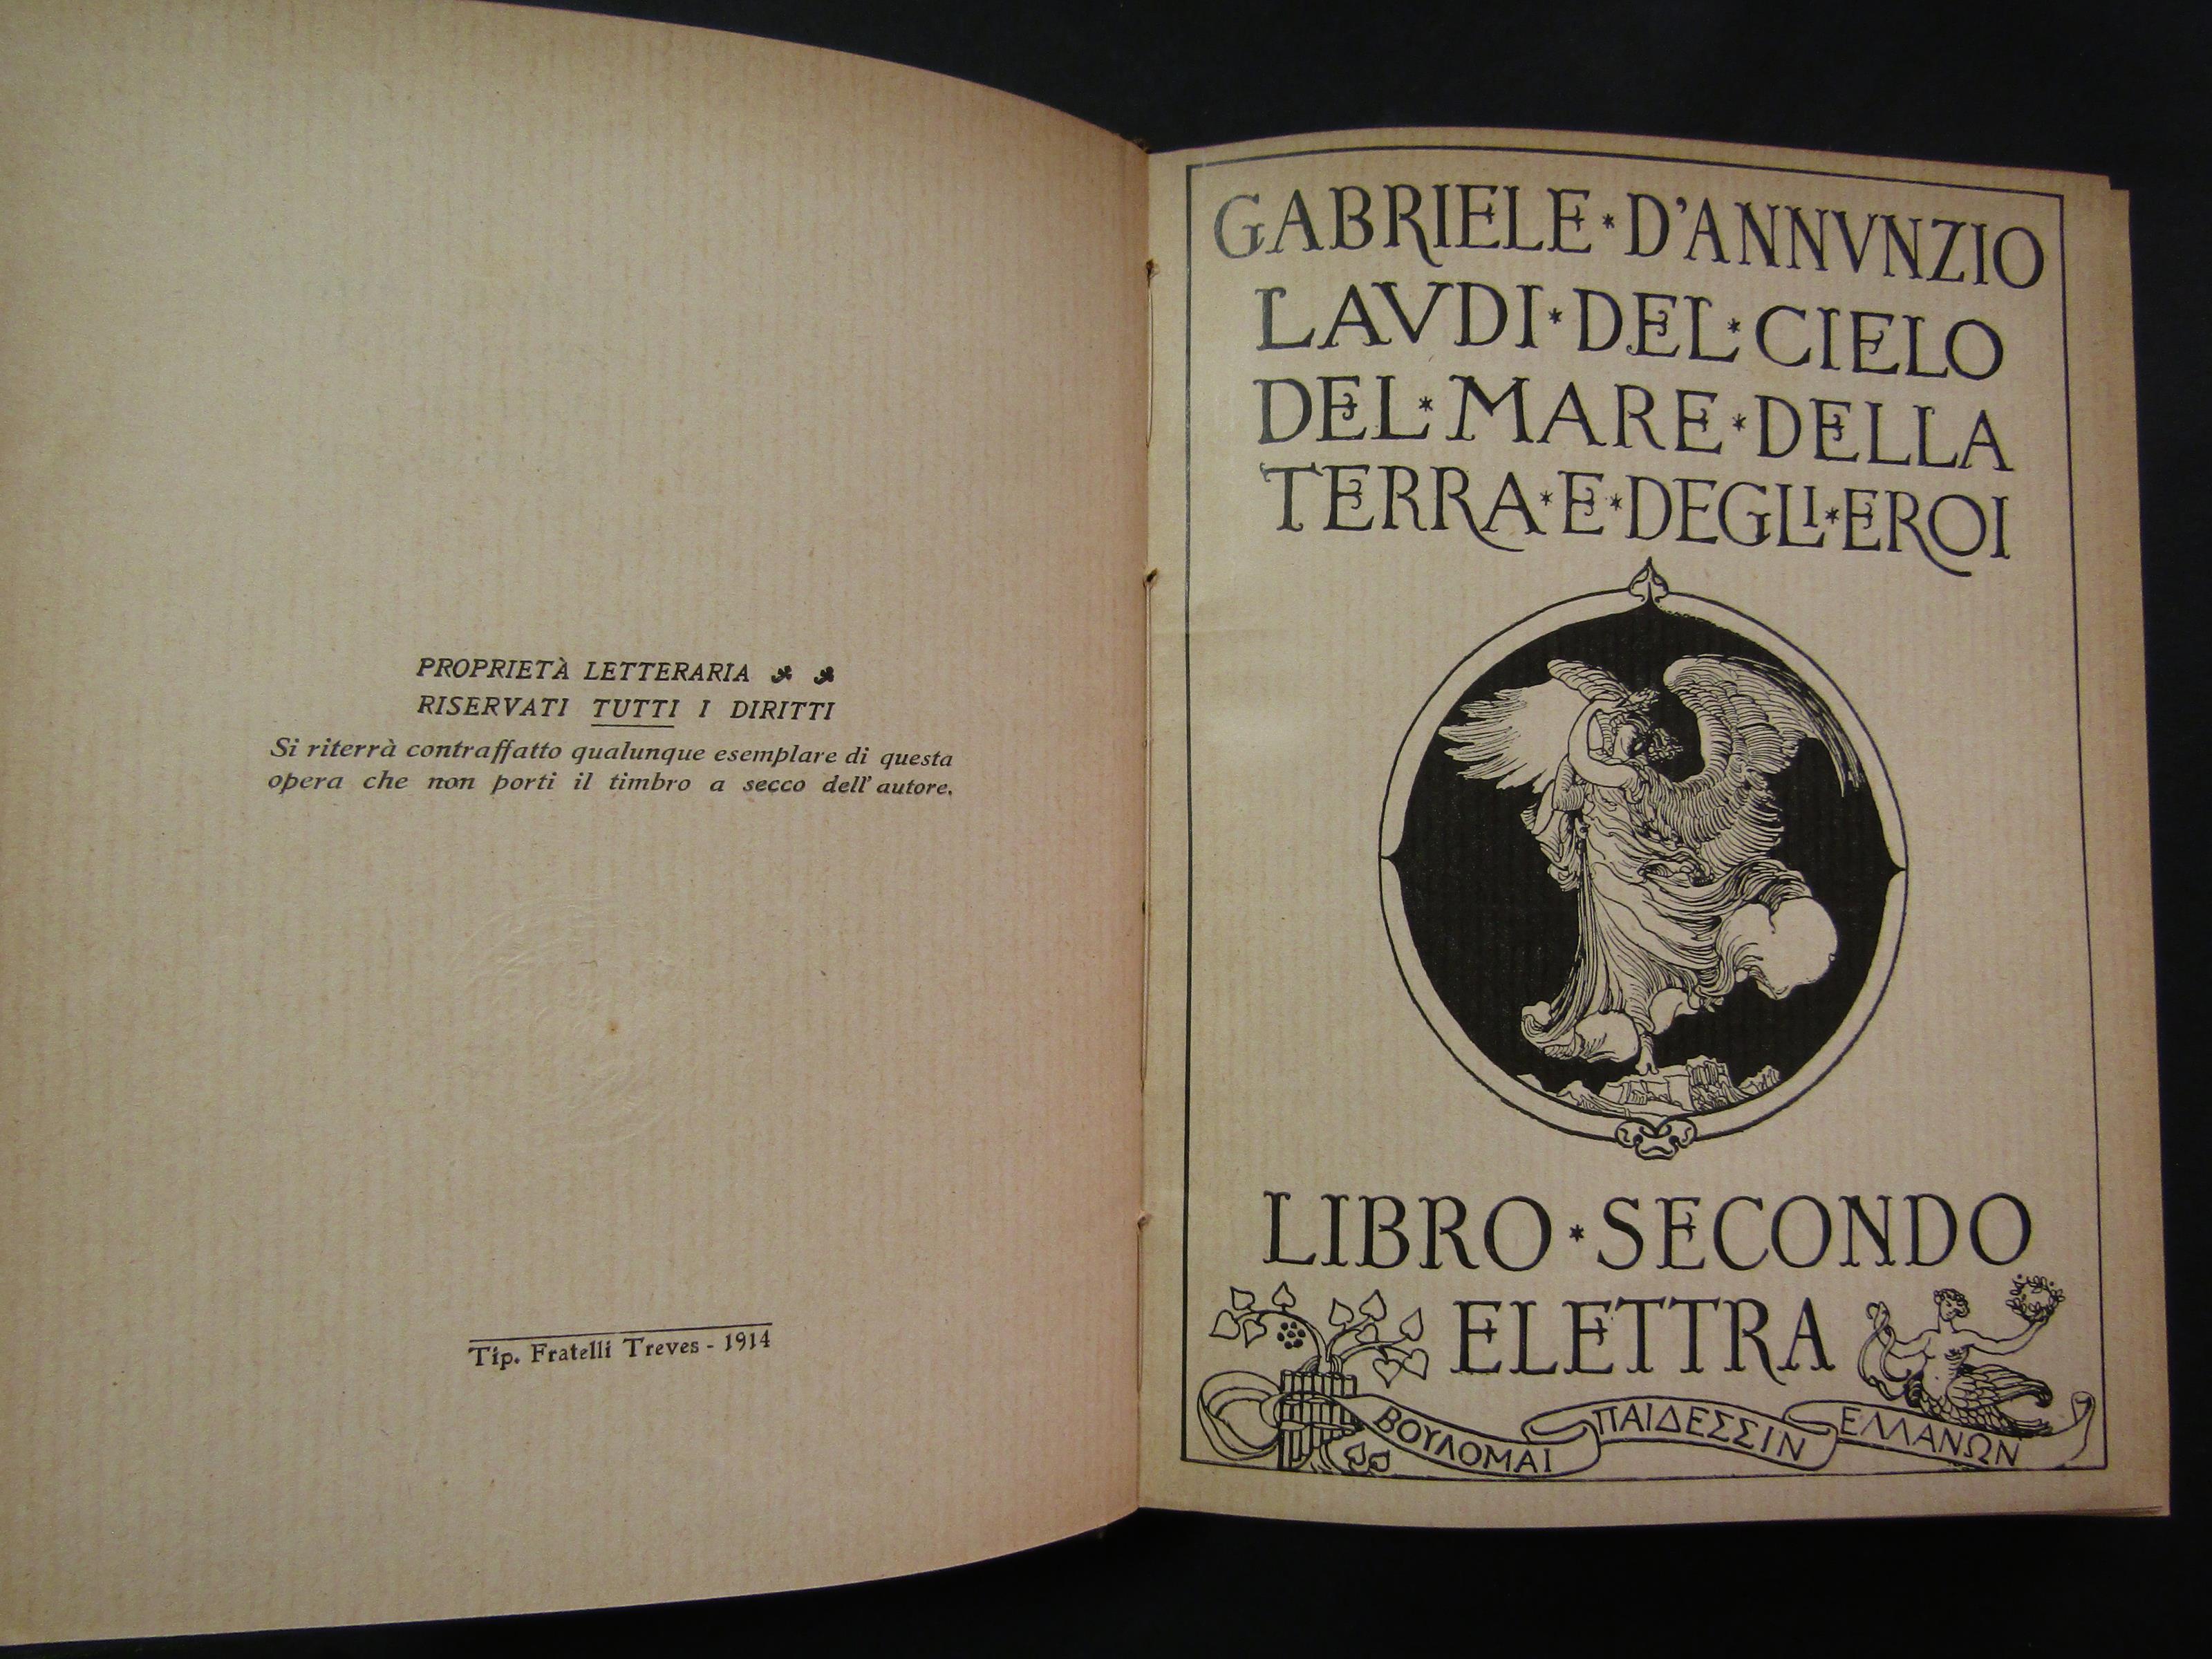 PROPRIETÀ LETTERARIA
RISERVATI TUTTI I DIRITTI
Si riterrà contraffatto qualunque esemplare di questa
opera che non porti il timbro a secco dell'autore.
Tip. Fratelli Treves - 1914
GABRIELE * D'ANNVNZIO
LAVDI * DEL * CIELO
DEL * MARE * DELLA
TERRA * E * DEGLI * EROI
LIBRO * SECONDO
ELETTRA
ΒΟΥΛΟΜΑΙ ΠΑΙΔΕΣΣΙΝ ΕΛΛΑΝΩΝ